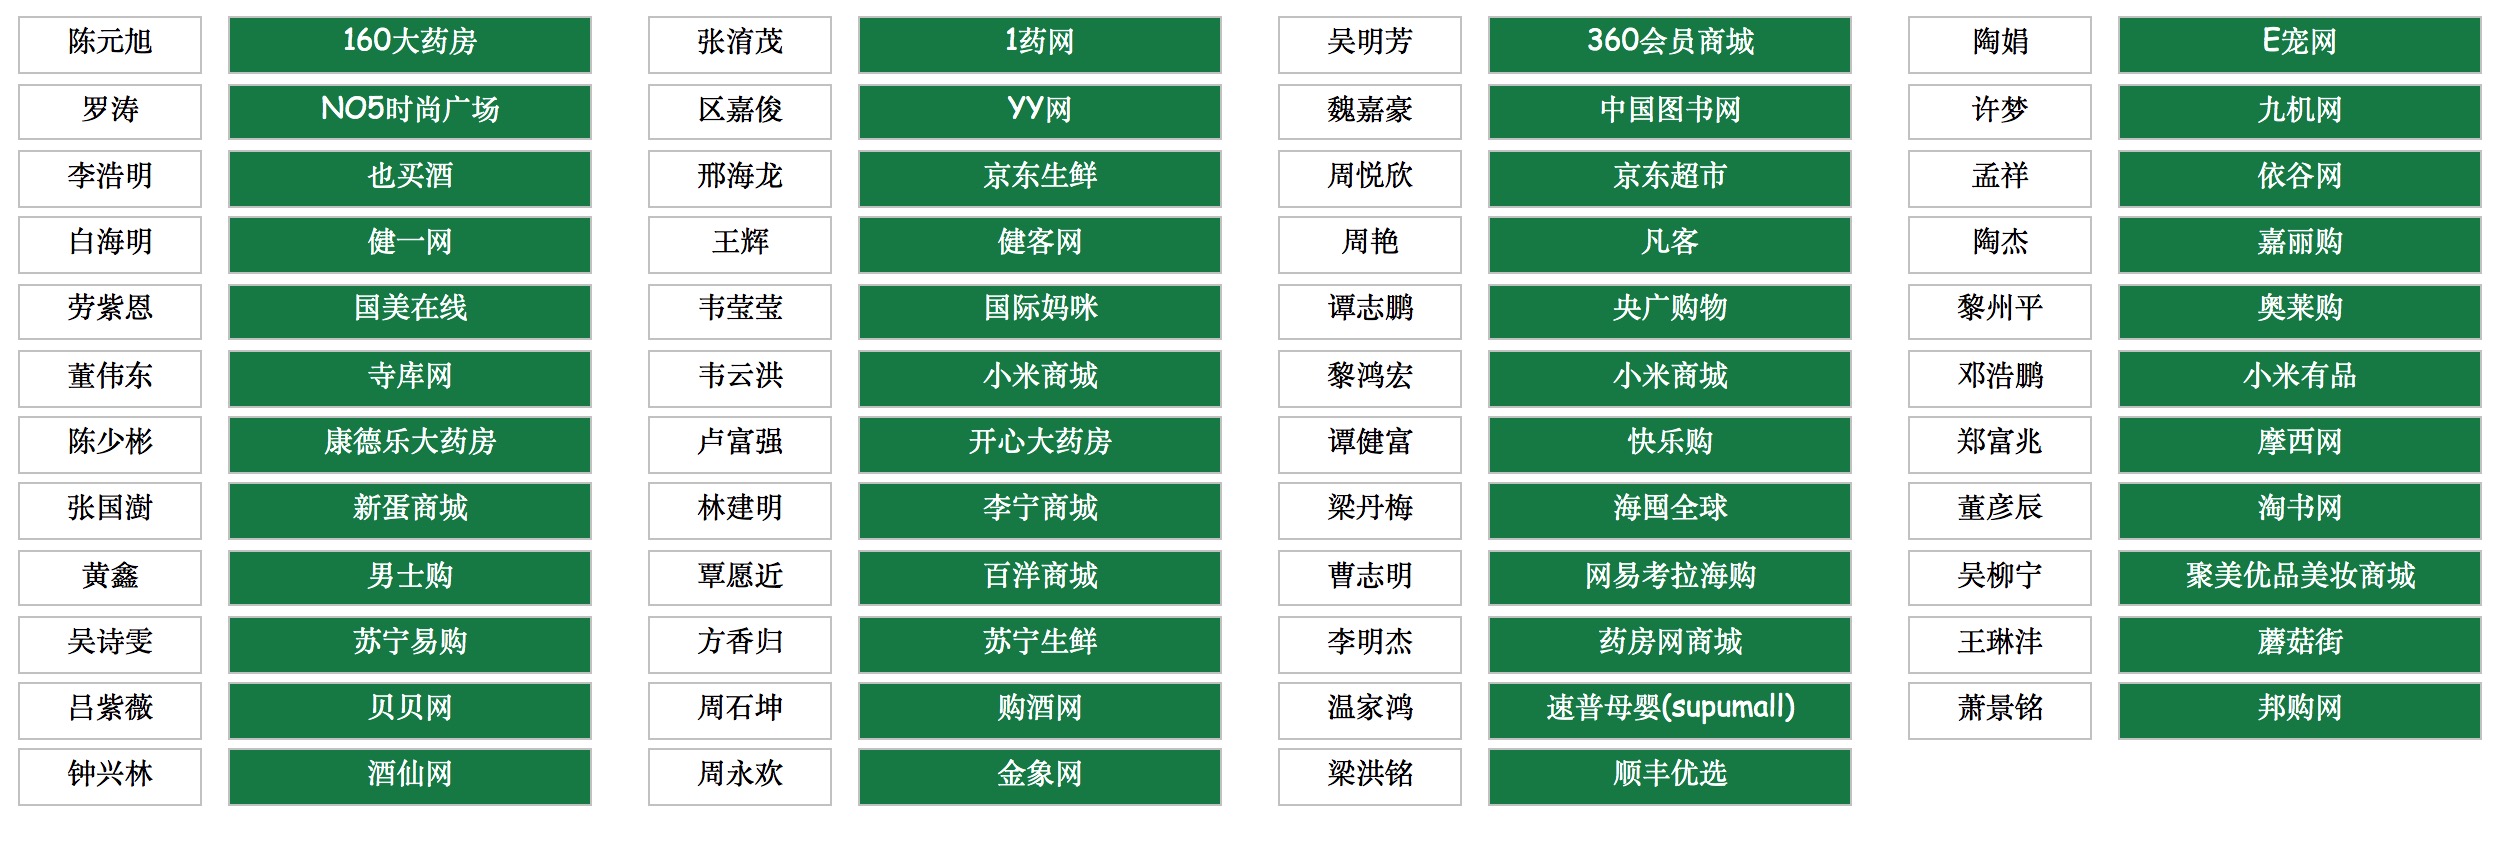 陈元旭 160大药房 张淯茂 1药网 吴明芳 360会员商城 陶娟 E宠网
罗涛 NO5时尚广场 区嘉俊 YY网 魏嘉豪 中国图书网 许梦 九机网
李浩明 也买酒 邢海龙 京东生鲜 周悦欣 京东超市 孟祥 依谷网
白海明 健一网 王辉 健客网 周艳 凡客 陶杰 嘉丽购
劳紫恩 国美在线 韦莹莹 国际妈咪 谭志鹏 央广购物 黎州平 奥莱购
董伟东 寺库网 韦云洪 小米商城 黎鸿宏 小米商城 邓浩鹏 小米有品
陈少彬 康德乐大药房 卢富强 开心大药房 谭健富 快乐购 郑富兆 摩西网
张国澍 新蛋商城 林建明 李宁商城 梁丹梅 海囤全球 董彦辰 淘书网
黄鑫 男士购 覃愿近 百洋商城 曹志明 网易考拉海购 吴柳宁 聚美优品美妆商城
吴诗雯 苏宁易购 方香归 苏宁生鲜 李明杰 药房网商城 王琳沣 蘑菇街
吕紫薇 贝贝网 周石坤 购酒网 温家鸿 速普母婴(supumall) 萧景铭 邦购网
钟兴林 酒仙网 周永欢 金象网 梁洪铭 顺丰优选